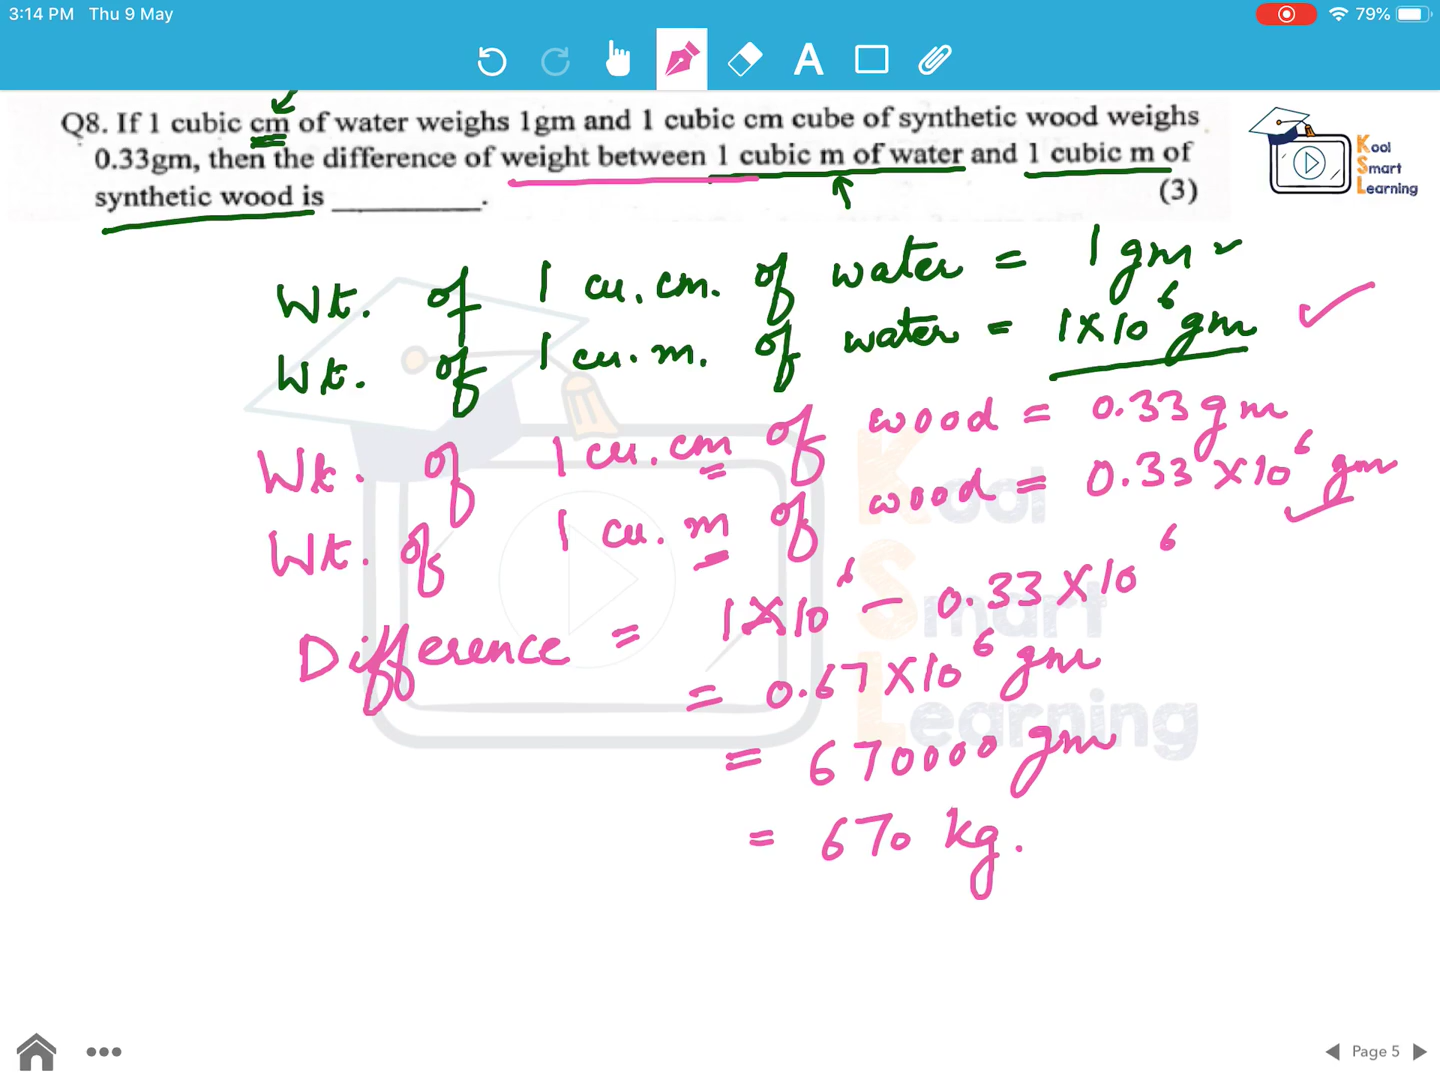 3:14 PM Thu 9 May
79%
A
Q8. If 1 cubic cm of water weighs 1gm and 1 cubic cm cube of synthetic wood weighs
0.33gm, then the difference of weight between 1 cubic m of water and 1 cubic m of
synthetic wood is __________. (3)
Kool
Smart
Learning
Wt. of 1 cu.cm. of water = 1 gm
Wt. of 1 cu.m. of water = 1×10⁶ gm
Wt. of 1 cu.cm of wood = 0.33 gm
Wt. of 1 cu.m of wood = 0.33×10⁶ gm
Difference = 1×10⁶ − 0.33×10⁶
= 0.67×10⁶ gm
= 670000 gm
= 670 kg.
Kool
Smart
Learning
Page 5